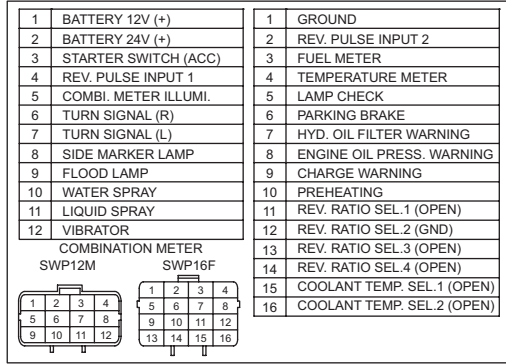 1 BATTERY 12V (+)
2 BATTERY 24V (+)
3 STARTER SWITCH (ACC)
4 REV. PULSE INPUT 1
5 COMBI. METER ILLUMI.
6 TURN SIGNAL (R)
7 TURN SIGNAL (L)
8 SIDE MARKER LAMP
9 FLOOD LAMP
10 WATER SPRAY
11 LIQUID SPRAY
12 VIBRATOR
COMBINATION METER
SWP12M SWP16F
1 2 3 4
5 6 7 8
9 10 11 12
1 2 3 4
5 6 7 8
9 10 11 12
13 14 15 16
1 GROUND
2 REV. PULSE INPUT 2
3 FUEL METER
4 TEMPERATURE METER
5 LAMP CHECK
6 PARKING BRAKE
7 HYD. OIL FILTER WARNING
8 ENGINE OIL PRESS. WARNING
9 CHARGE WARNING
10 PREHEATING
11 REV. RATIO SEL.1 (OPEN)
12 REV. RATIO SEL.2 (GND)
13 REV. RATIO SEL.3 (OPEN)
14 REV. RATIO SEL.4 (OPEN)
15 COOLANT TEMP. SEL.1 (OPEN)
16 COOLANT TEMP. SEL.2 (OPEN)